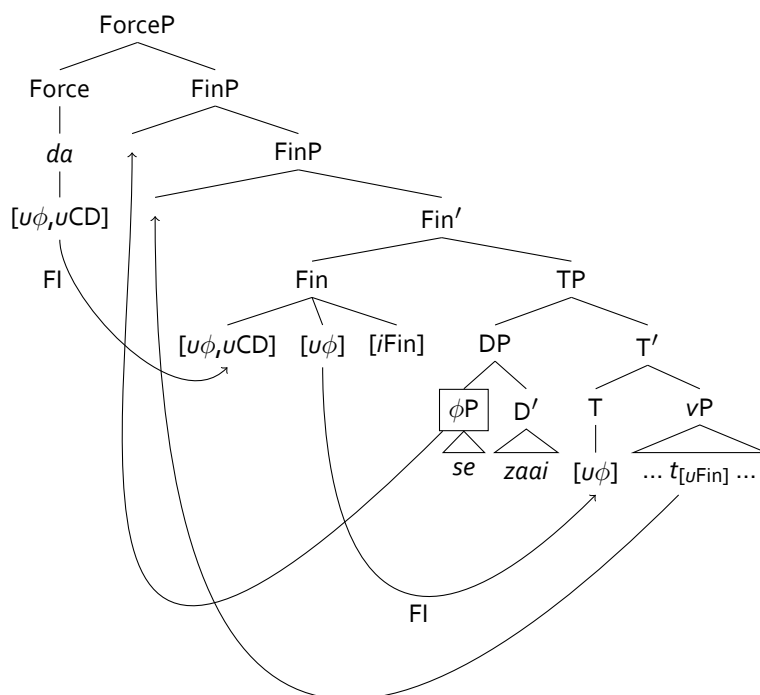 ForceP
Force FinP
da FinP
[uϕ,uCD] Fin′
FI Fin TP
[uϕ,uCD] [uϕ] [iFin] DP T′
ϕP D′ T vP
se zaai [uϕ] ... t[uFin] ...
FI